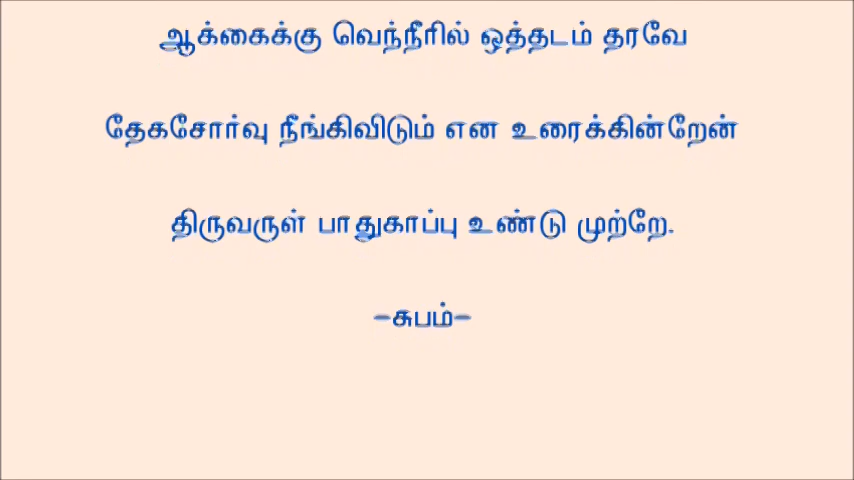 ஆக்கைக்கு வெந்நீரில் ஒத்தடம் தரவே
தேகசோர்வு நீங்கிவிடும் என உரைக்கின்றேன்
திருவருள் பாதுகாப்பு உண்டு முற்றே.
-சுபம்-